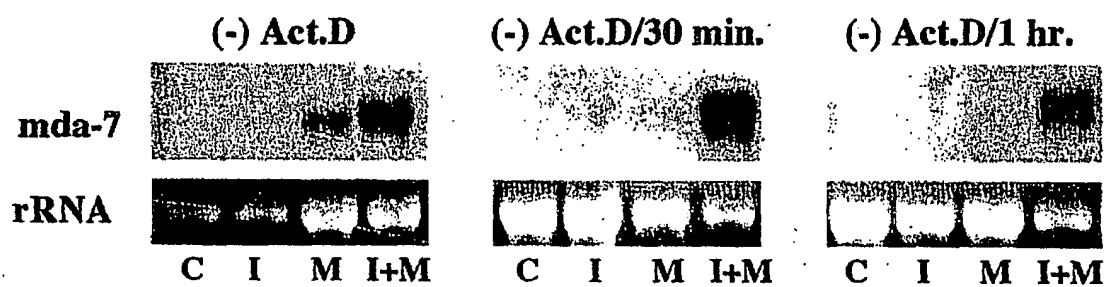 (-) Act.D (-) Act.D/30 min. (-) Act.D/1 hr.
mda-7
rRNA
C I M I+M C I M I+M C I M I+M